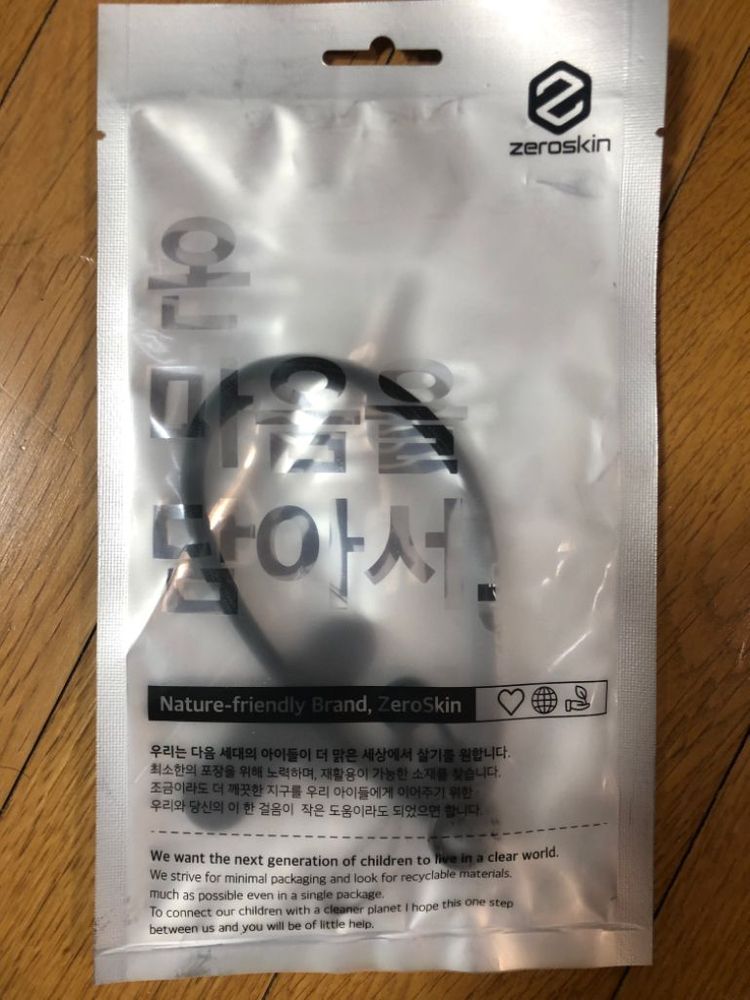 zeroskin
온
마음을
담아서.
Nature-friendly Brand, ZeroSkin
우리는 다음 세대의 아이들이 더 맑은 세상에서 살기를 원합니다.
최소한의 포장을 위해 노력하며, 재활용이 가능한 소재를 찾습니다.
조금이라도 더 깨끗한 지구를 우리 아이들에게 이어주기 위한
우리와 당신의 이 한 걸음이 작은 도움이라도 되었으면 합니다.
We want the next generation of children to live in a clear world.
We strive for minimal packaging and look for recyclable materials.
much as possible even in a single package.
To connect our children with a cleaner planet I hope this one step
between us and you will be of little help.